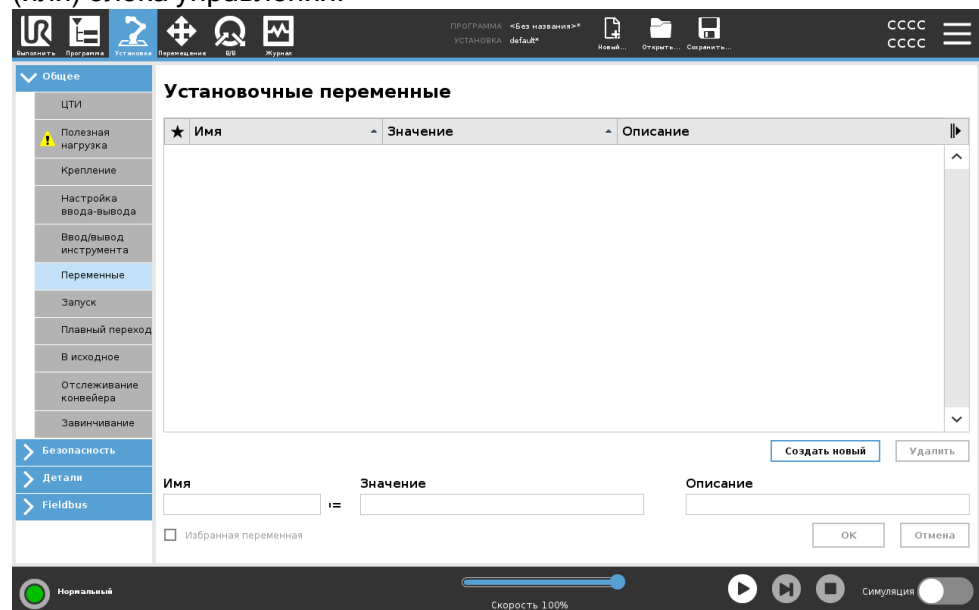 (или) блока управления.
ПРОГРАММА <без названия>*
УСТАНОВКА default*
CCCC
CCCC
Выполнить Программа Установка Перемещение В/В Журнал Новый... Открыть... Сохранить...
Общее
ЦТИ
Полезная
нагрузка
Крепление
Настройка
ввода-вывода
Ввод/вывод
инструмента
Переменные
Запуск
Плавный переход
В исходное
Отслеживание
конвейера
Завинчивание
Безопасность
Детали
Fieldbus
Установочные переменные
Имя Значение Описание
Создать новый Удалить
Имя Значение Описание
:=
Избранная переменная OK Отмена
Нормальный
Скорость 100%
Симуляция